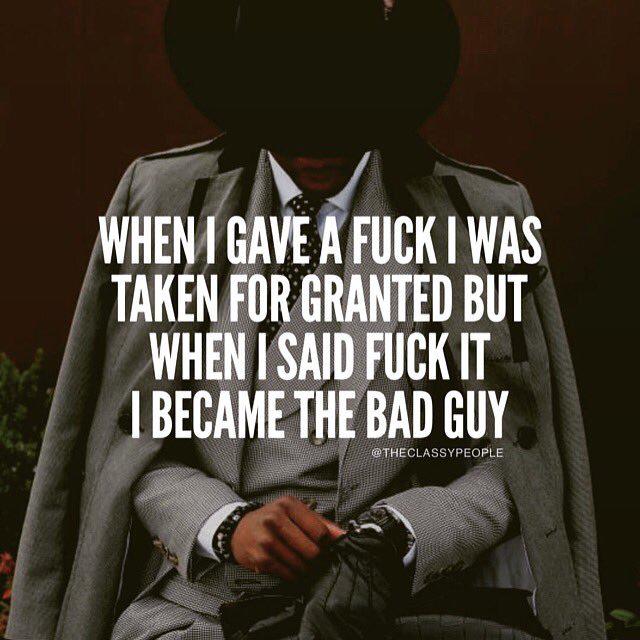 WHEN I GAVE A FUCK I WAS
TAKEN FOR GRANTED BUT
WHEN I SAID FUCK IT
I BECAME THE BAD GUY
@THECLASSYPEOPLE